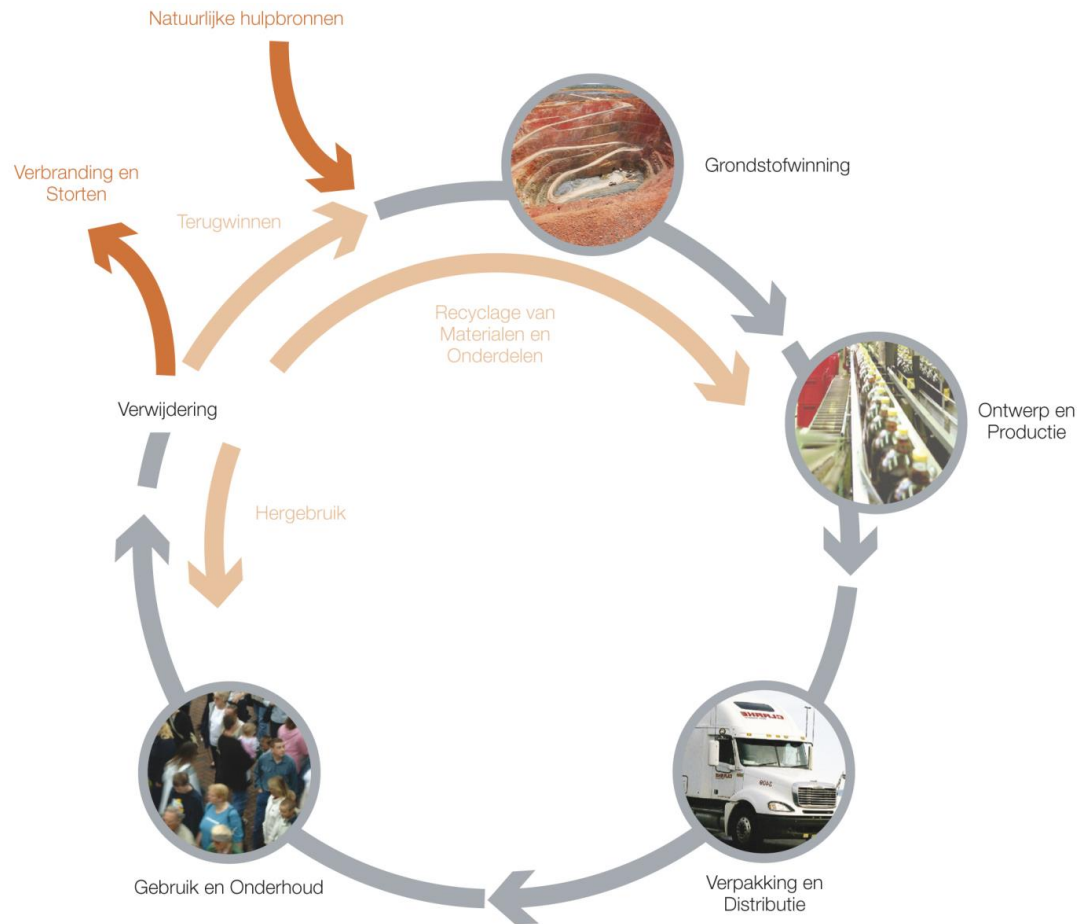 Natuurlijke hulpbronnen
Verbranding en
Storten
Terugwinnen
Grondstofwinning
Recyclage van
Materialen en
Onderdelen
Verwijdering
Ontwerp en
Productie
Hergebruik
Gebruik en Onderhoud
Verpakking en
Distributie